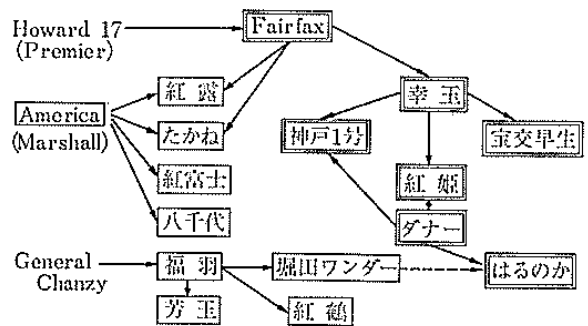 Howard 17
(Premier)
Fairfax
紅露
幸玉
America
(Marshall)
たかね
神戸1号
宝交早生
紅富士
紅姫
八千代
ダナー
General
Chanzy
福羽
堀田ワンダー
はるのか
芳玉
紅鶴